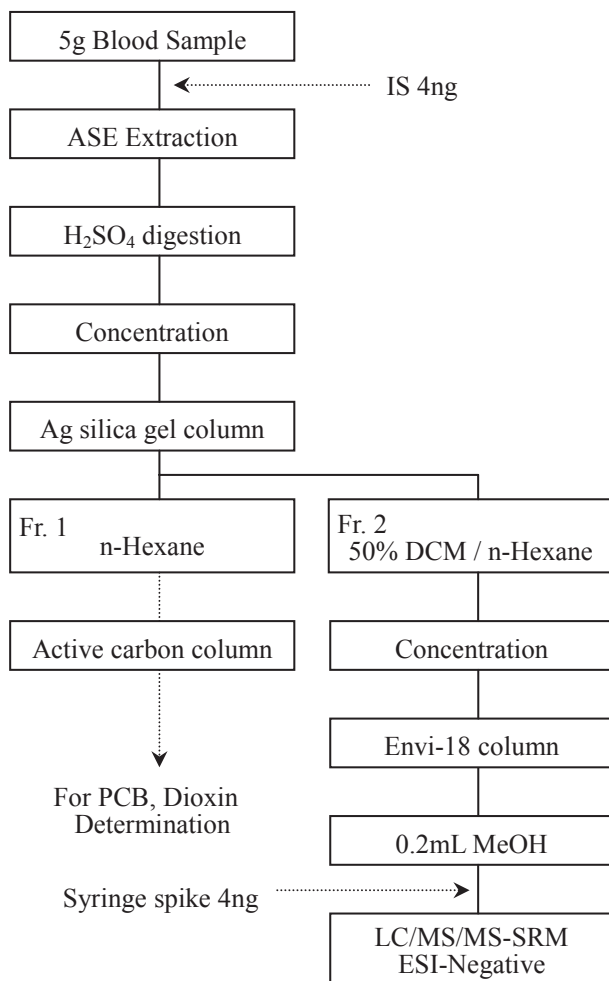 5g Blood Sample
IS 4ng
ASE Extraction
H₂SO₄ digestion
Concentration
Ag silica gel column
Fr. 1
n-Hexane
Fr. 2
50% DCM / n-Hexane
Active carbon column
Concentration
Envi-18 column
For PCB, Dioxin
Determination
0.2mL MeOH
Syringe spike 4ng
LC/MS/MS-SRM
ESI-Negative